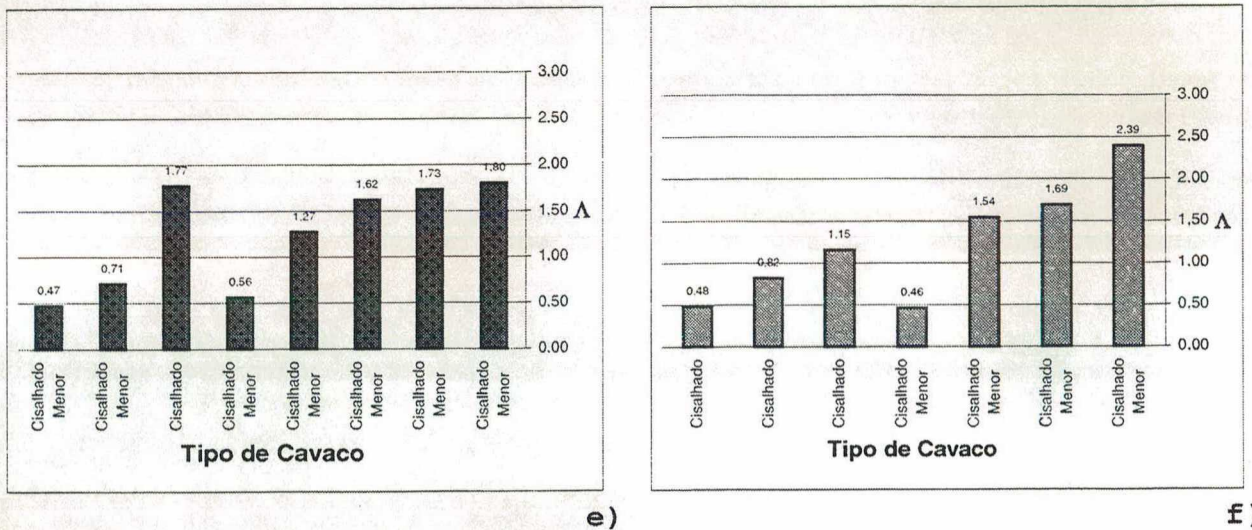 3.00
2.50
2.00
1.50
1.00
0.50
0.00
Λ
0,47
0,71
1,77
0,56
1,27
1,62
1,73
1,80
Cisalhado
Menor
Cisalhado
Menor
Cisalhado
Cisalhado
Menor
Cisalhado
Menor
Cisalhado
Menor
Cisalhado
Menor
Cisalhado
Menor
Tipo de Cavaco
e)
3.00
2.50
2.00
1.50
1.00
0.50
0.00
Λ
0.48
0,82
1.15
0.46
1.54
1.69
2.39
Cisalhado
Cisalhado
Cisalhado
Cisalhado
Cisalhado
Menor
Cisalhado
Menor
Cisalhado
Menor
Tipo de Cavaco
f)